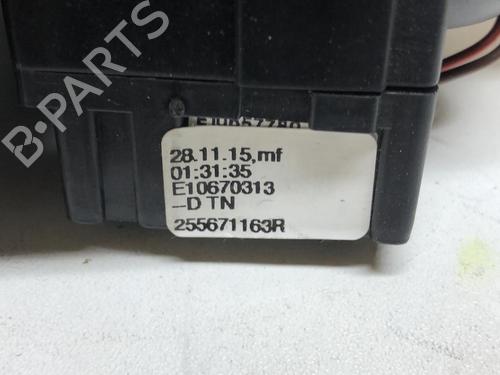 28.11.15,mf
01:31:35
E10670313
--D TN
255671163R
B-PARTS